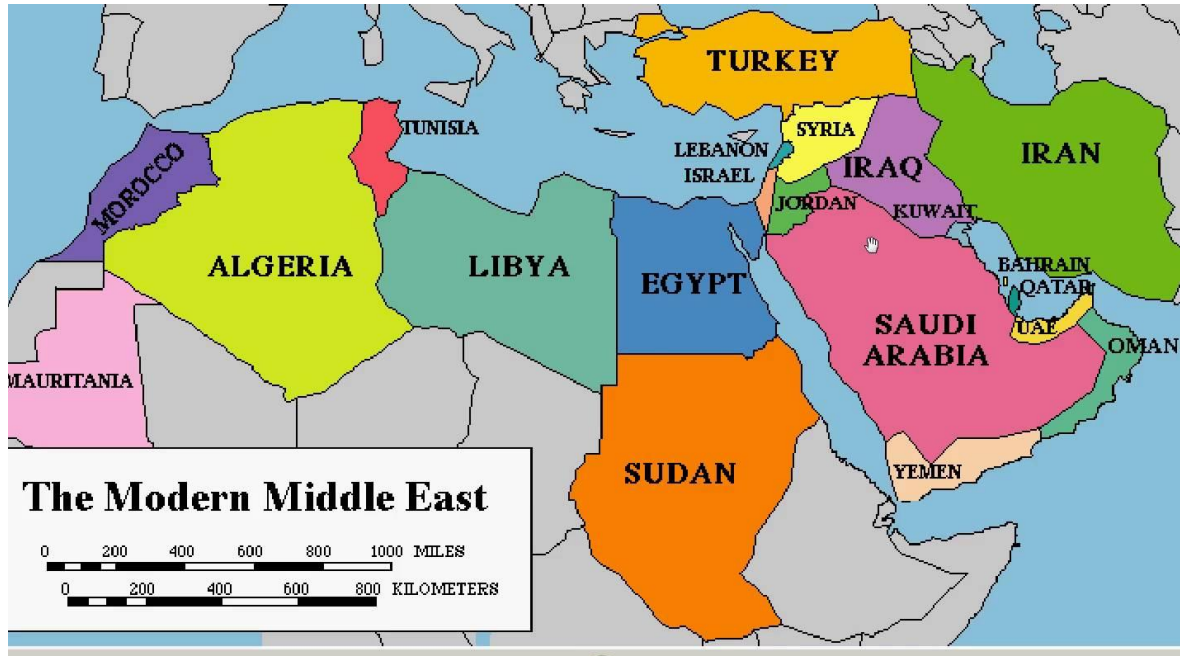 TURKEY
TUNISIA
SYRIA
LEBANON
ISRAEL
IRAQ
IRAN
MOROCCO
JORDAN
KUWAIT
ALGERIA
LIBYA
EGYPT
BAHRAIN
QATAR
SAUDI
ARABIA
UAE
OMAN
MAURITANIA
SUDAN
YEMEN
The Modern Middle East
0 200 400 600 800 1000 MILES
0 200 400 600 800 KILOMETERS